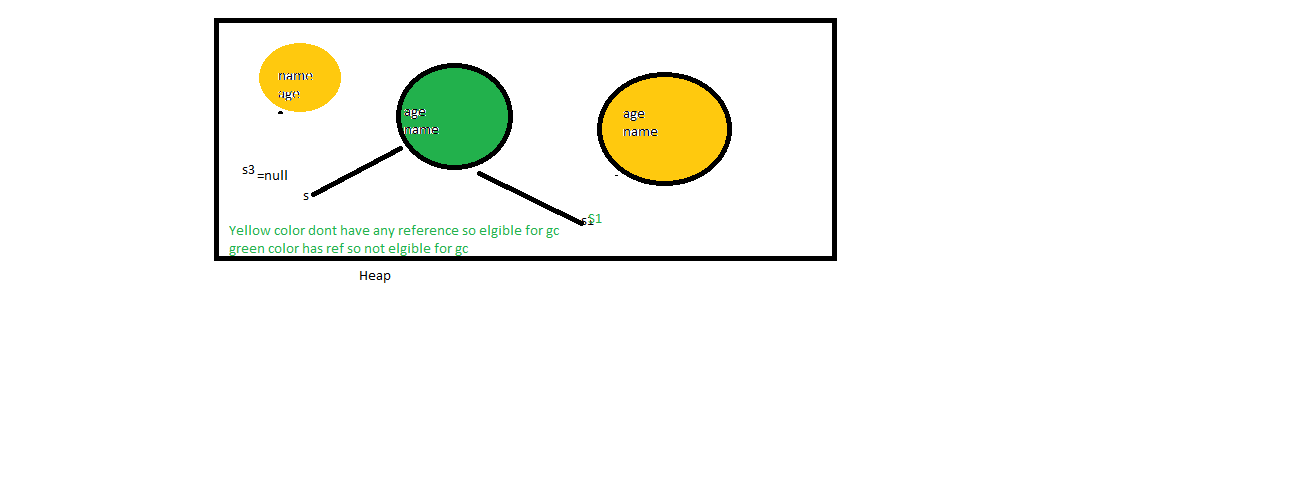 name
age
age
name
age
name
s3 =null
s
s1 S1
Yellow color dont have any reference so elgible for gc
green color has ref so not elgible for gc
Heap